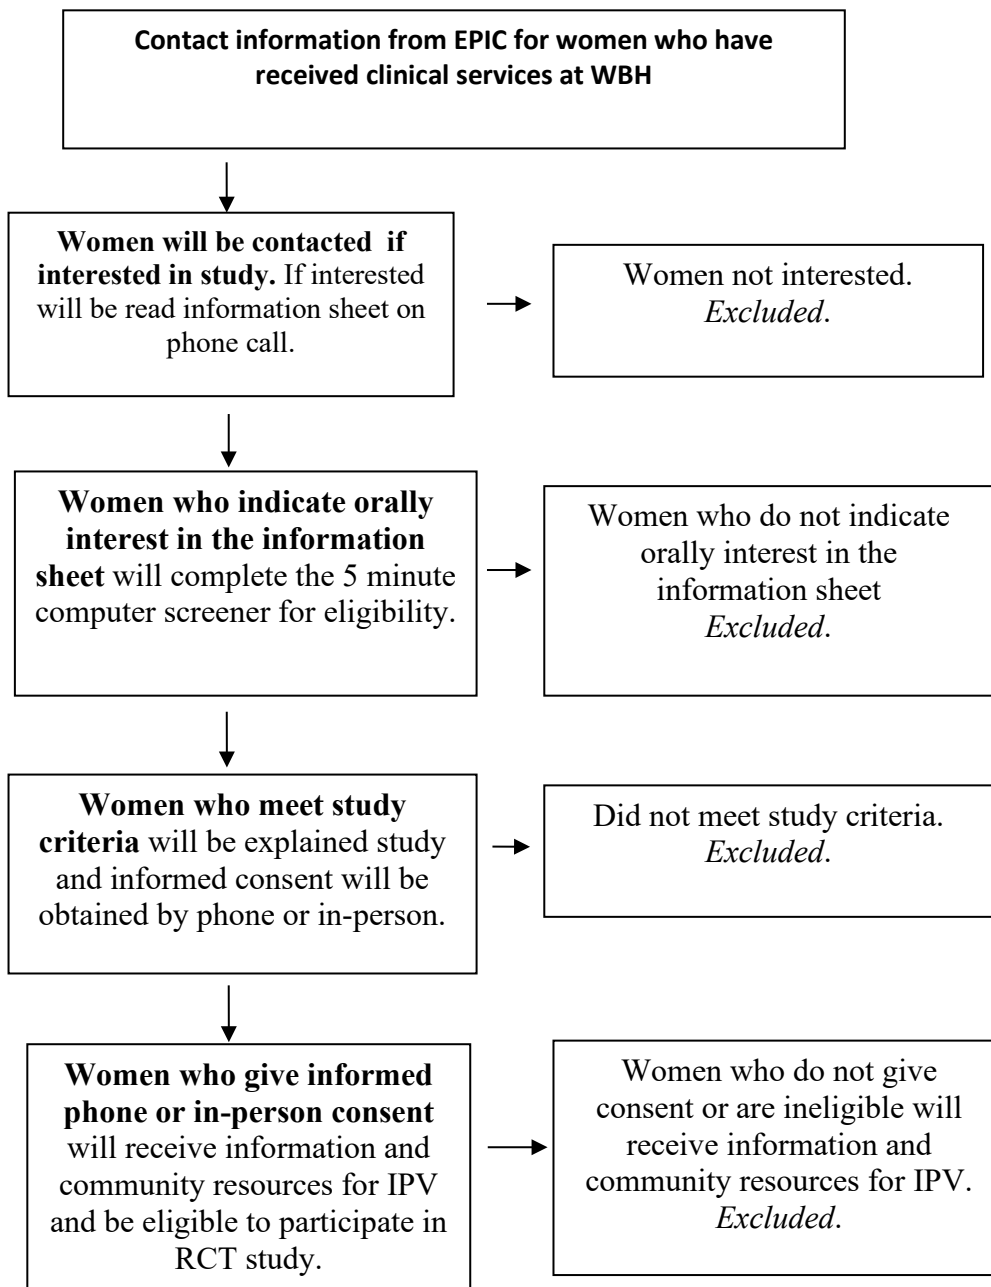 Contact information from EPIC for women who have
received clinical services at WBH
Women will be contacted  if
interested in study. If interested
will be read information sheet on
phone call.
Women not interested.
Excluded.
Women who indicate orally
interest in the information
sheet will complete the 5 minute
computer screener for eligibility.
Women who do not indicate
orally interest in the
information sheet
Excluded.
Women who meet study
criteria will be explained study
and informed consent will be
obtained by phone or in-person.
Did not meet study criteria.
Excluded.
Women who give informed
phone or in-person consent
will receive information and
community resources for IPV
and be eligible to participate in
RCT study.
Women who do not give
consent or are ineligible will
receive information and
community resources for IPV.
Excluded.